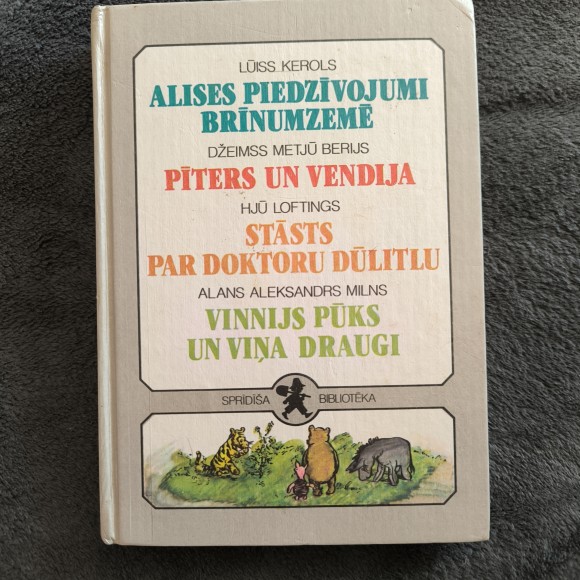 LŪISS KEROLS
ALISES PIEDZĪVOJUMI
BRĪNUMZEMĒ
DŽEIMSS METJŪ BERIJS
PĪTERS UN VENDIJA
HJŪ LOFTINGS
STĀSTS
PAR DOKTORU DŪLITLU
ALANS ALEKSANDRS MILNS
VINNIJS PŪKS
UN VIŅA DRAUGI
SPRĪDĪŠA BIBLIOTĒKA